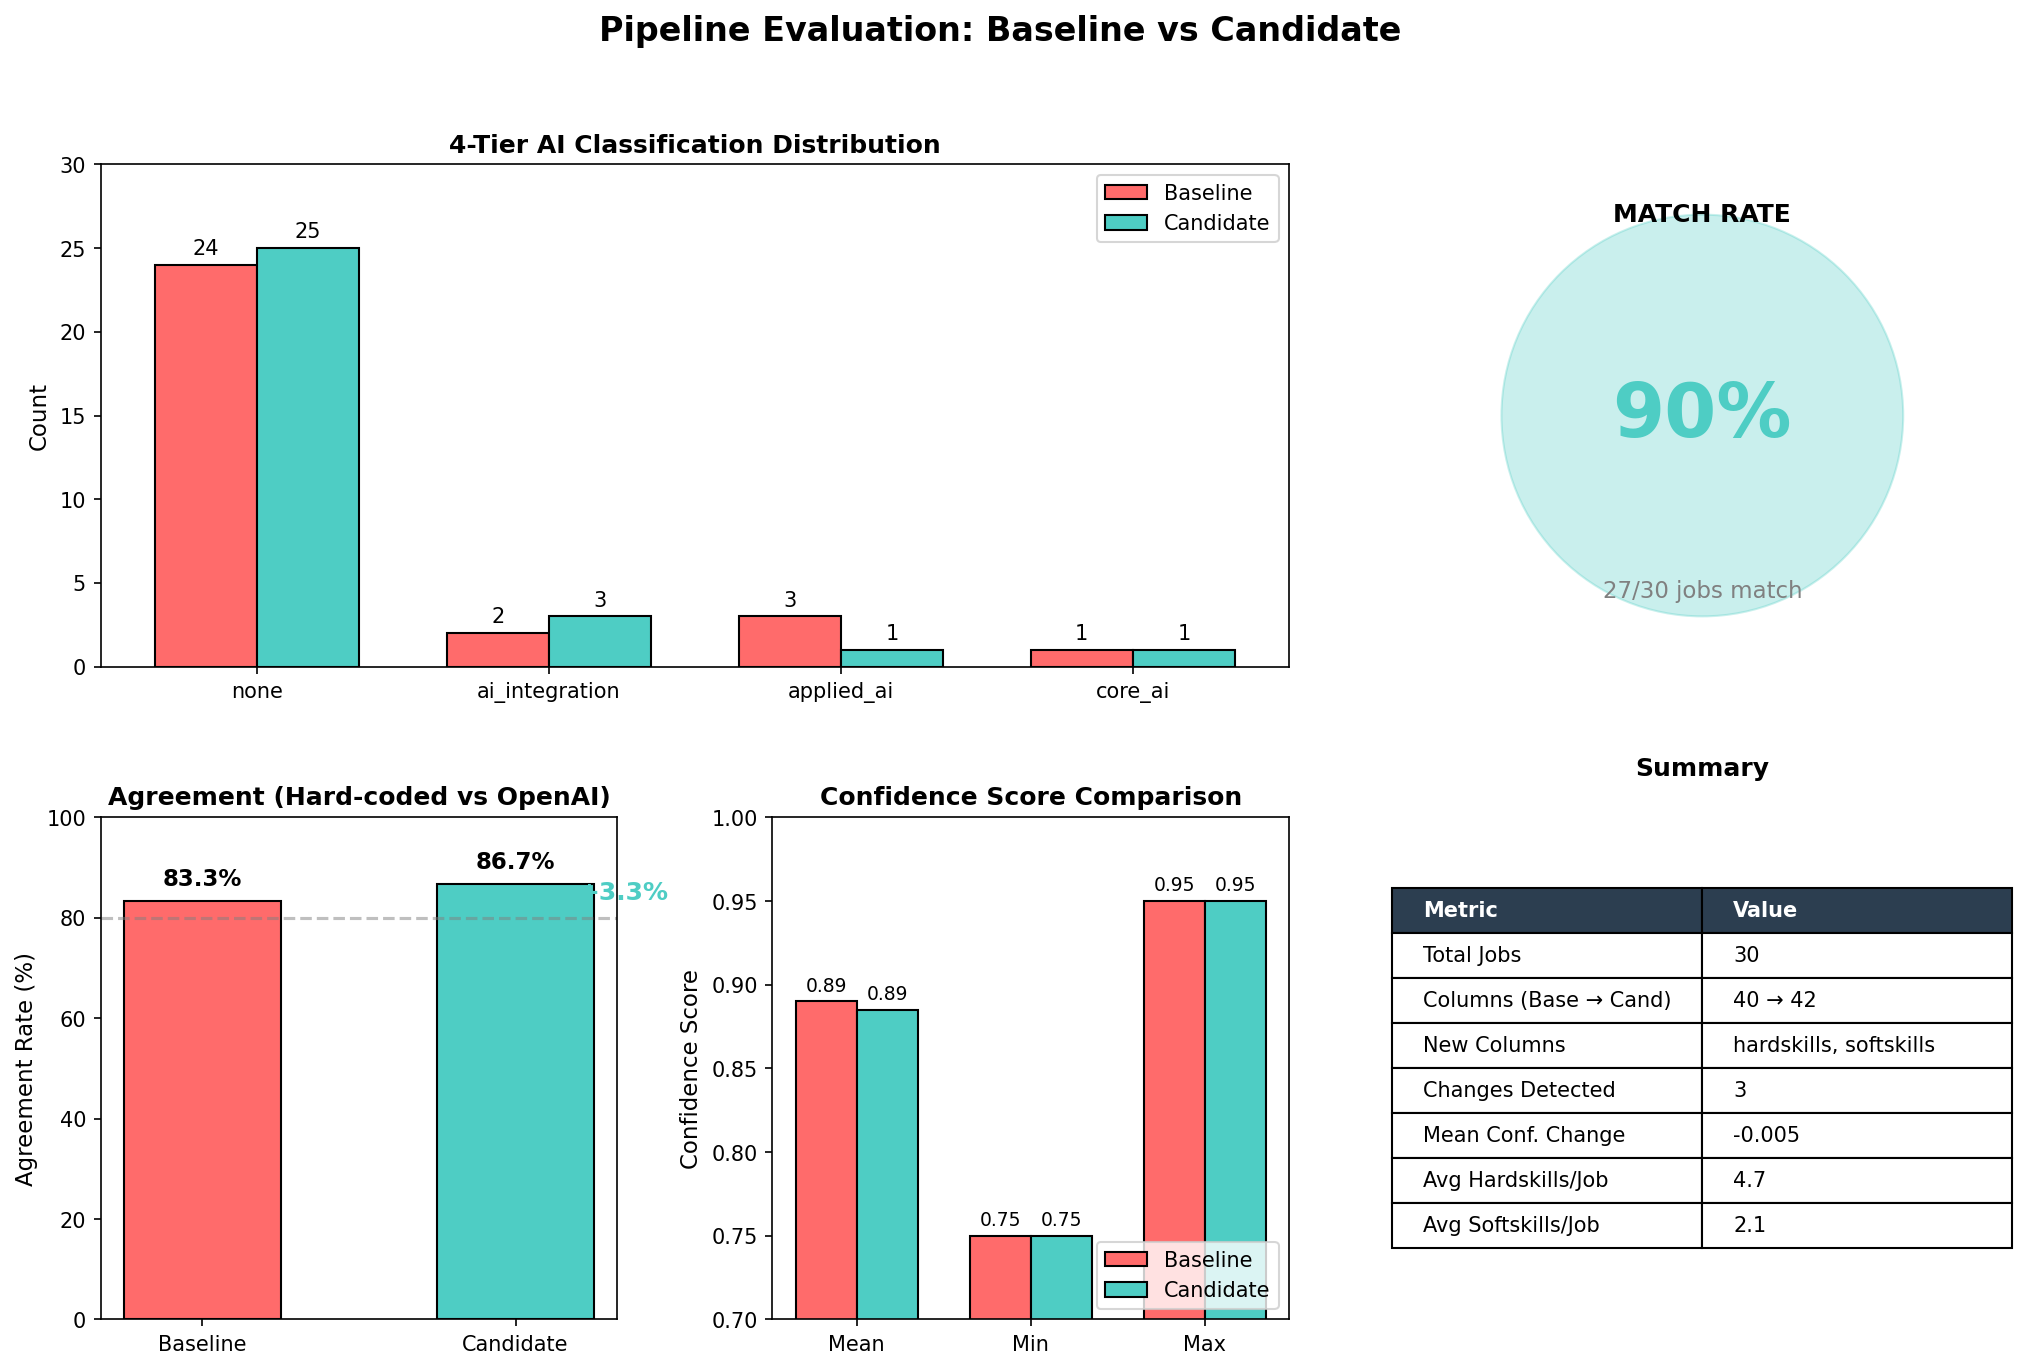 Pipeline Evaluation: Baseline vs Candidate
4-Tier AI Classification Distribution
30
25
20
15
10
5
0
Count
24
25
2
3
3
1
1
1
none
ai_integration
applied_ai
core_ai
Baseline
Candidate
MATCH RATE
90%
27/30 jobs match
Agreement (Hard-coded vs OpenAI)
100
80
60
40
20
0
Agreement Rate (%)
83.3%
86.7%
3.3%
Baseline
Candidate
Confidence Score Comparison
1.00
0.95
0.90
0.85
0.80
0.75
0.70
Confidence Score
0.89
0.89
0.75
0.75
0.95
0.95
Mean
Min
Max
Baseline
Candidate
Summary
Metric Value
Total Jobs 30
Columns (Base → Cand) 40 → 42
New Columns hardskills, softskills
Changes Detected 3
Mean Conf. Change -0.005
Avg Hardskills/Job 4.7
Avg Softskills/Job 2.1